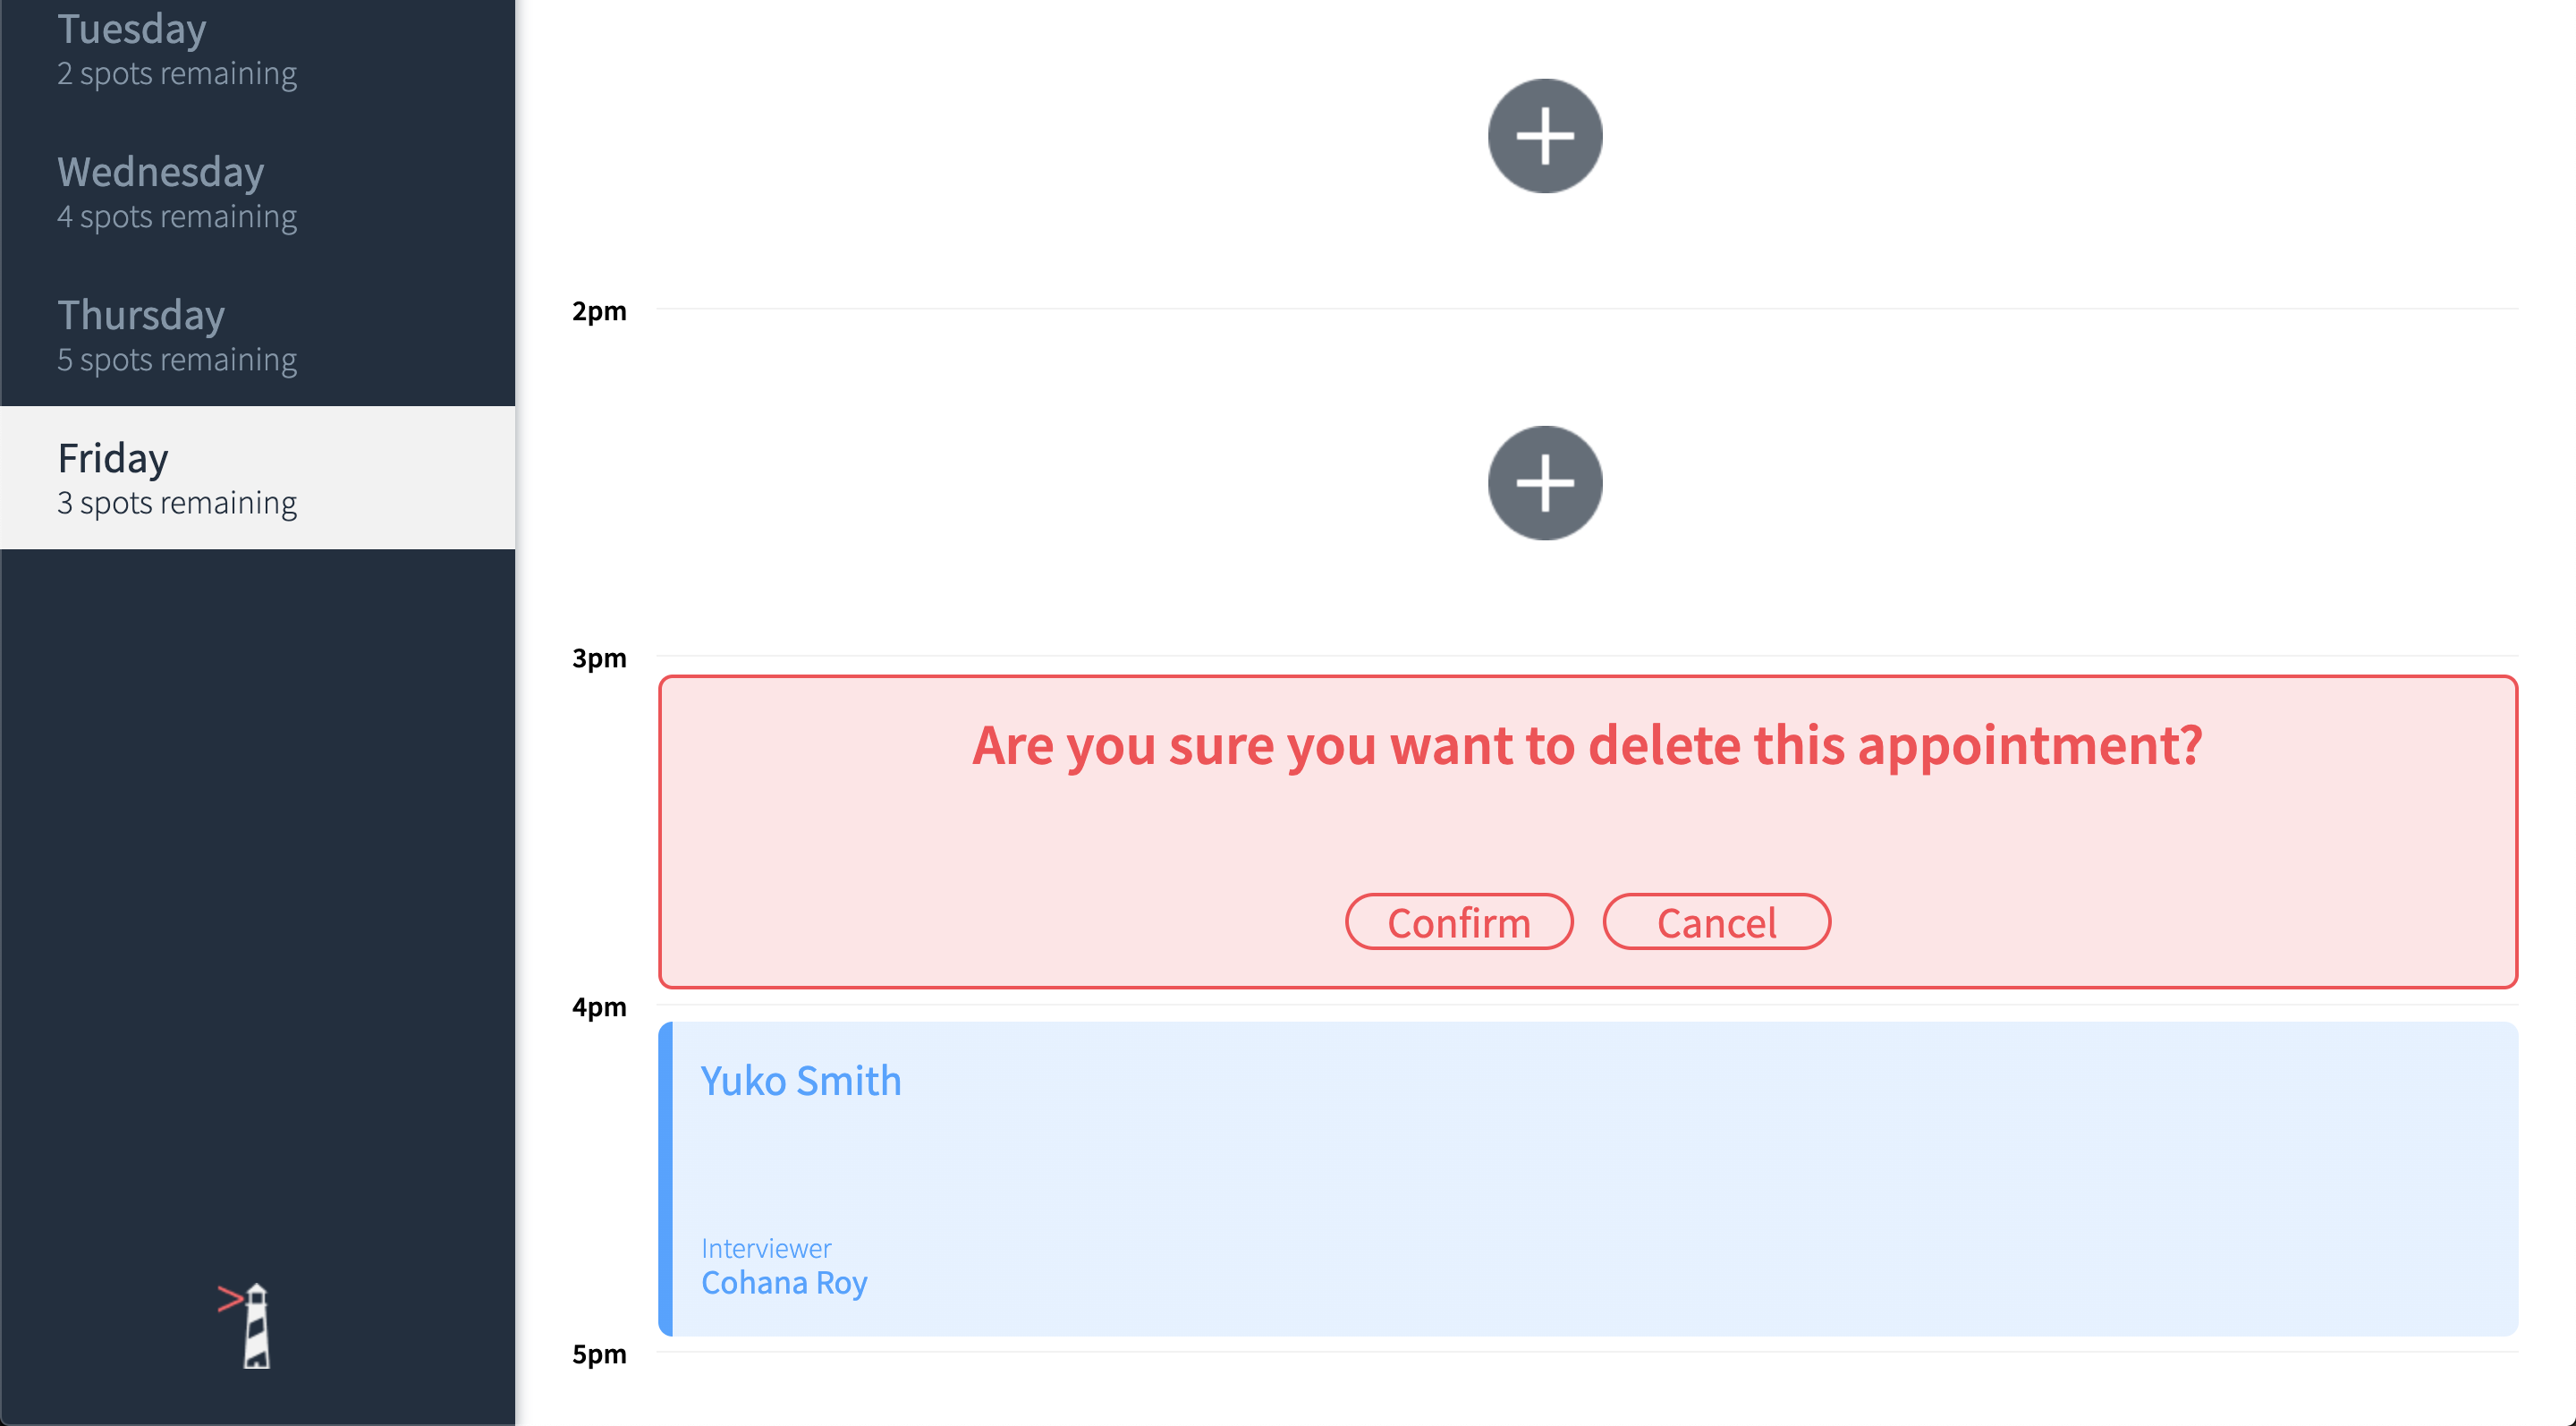 Tuesday
2 spots remaining
Wednesday
4 spots remaining
Thursday
5 spots remaining
Friday
3 spots remaining
2pm
3pm
Are you sure you want to delete this appointment?
Confirm Cancel
4pm
Yuko Smith
Interviewer
Cohana Roy
5pm